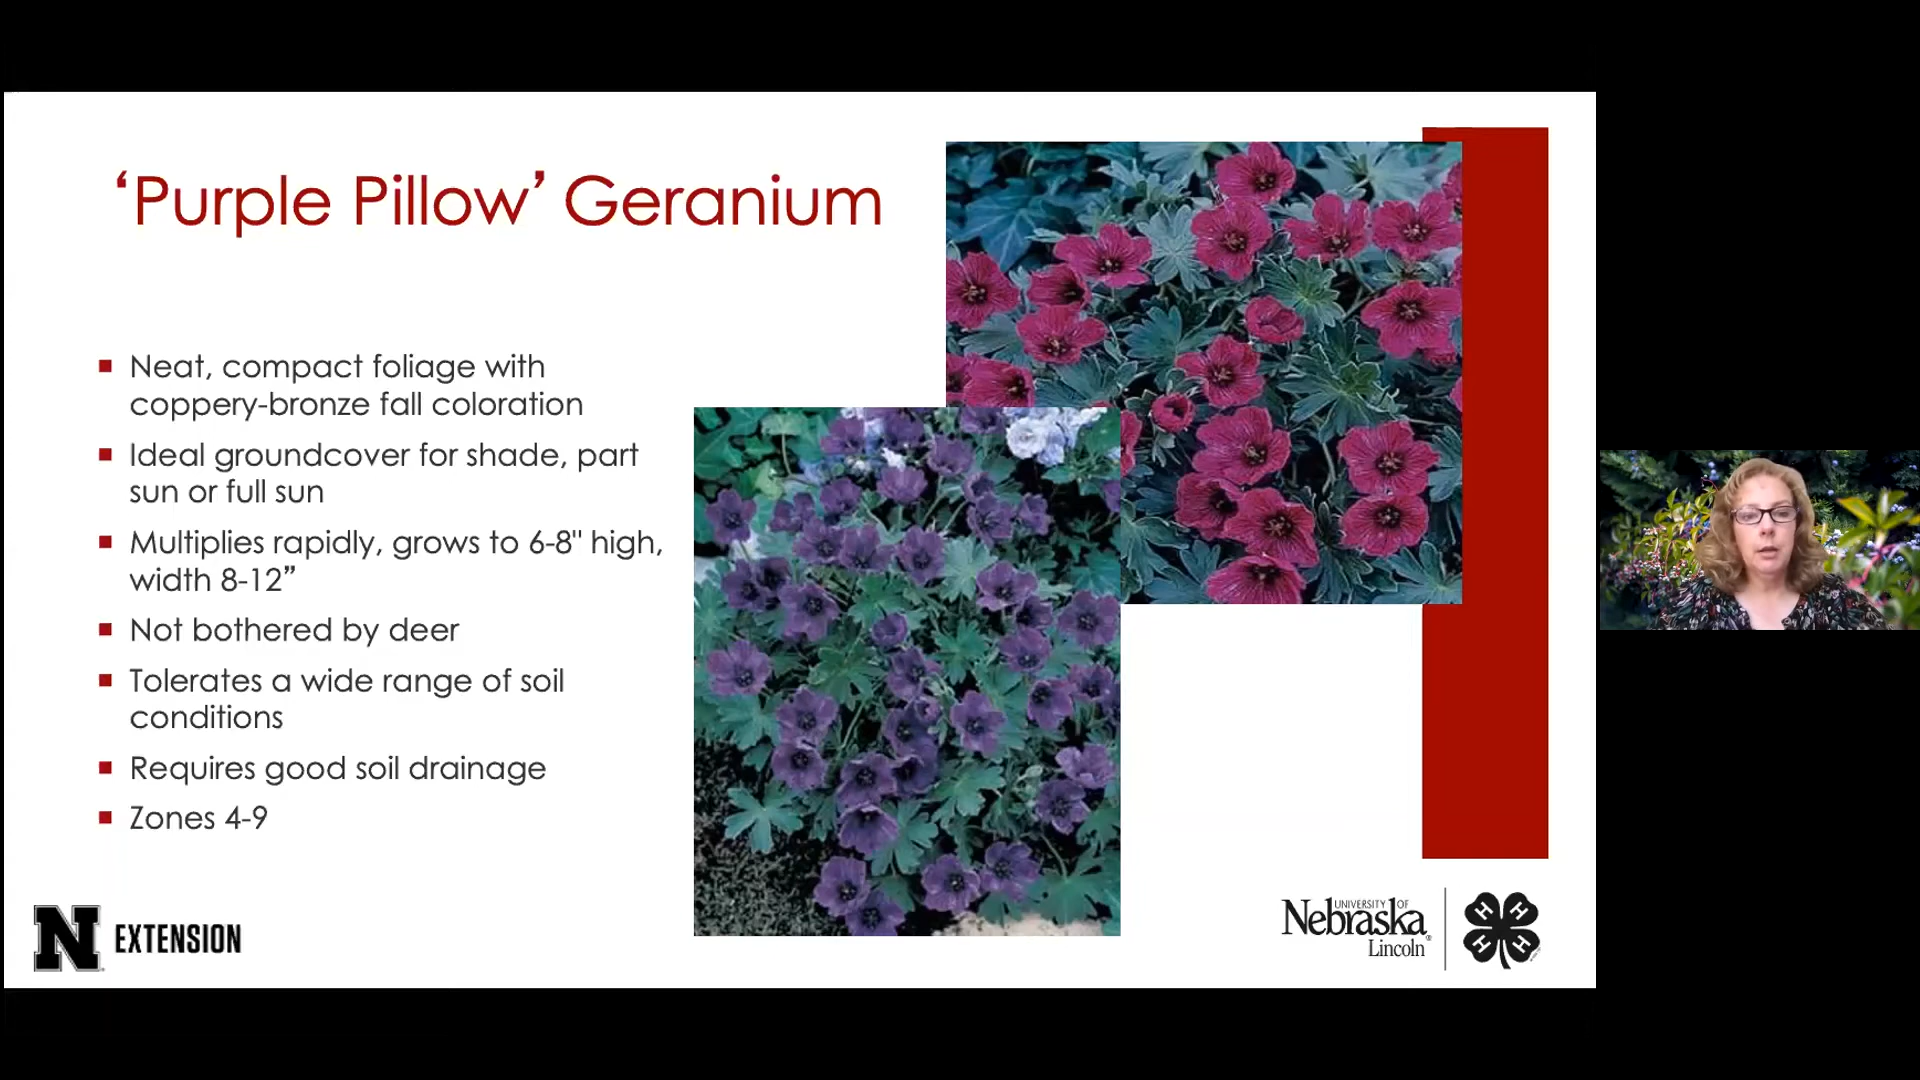 ‘Purple Pillow’ Geranium
Neat, compact foliage with
coppery-bronze fall coloration
Ideal groundcover for shade, part
sun or full sun
Multiplies rapidly, grows to 6-8" high,
width 8-12”
Not bothered by deer
Tolerates a wide range of soil
conditions
Requires good soil drainage
Zones 4-9
N EXTENSION
UNIVERSITY OF
Nebraska
Lincoln
H H
H H